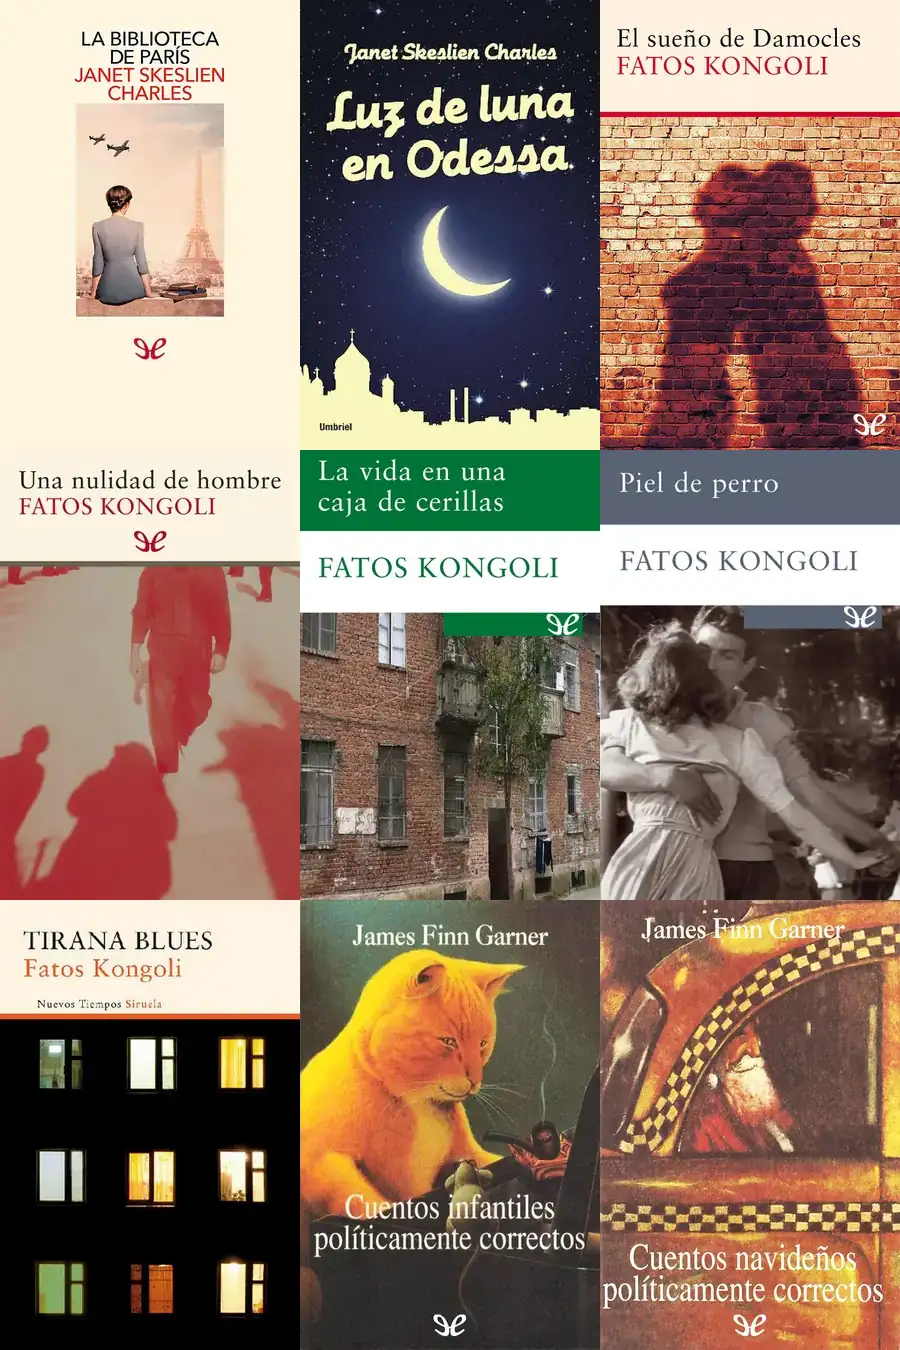 LA BIBLIOTECA
DE PARÍS
JANET SKESLIEN
CHARLES
Janet Skeslien Charles
Luz de luna
en Odessa
Umbriel
El sueño de Damocles
FATOS KONGOLI
Una nulidad de hombre
FATOS KONGOLI
La vida en una
caja de cerillas
FATOS KONGOLI
Piel de perro
FATOS KONGOLI
TIRANA BLUES
Fatos Kongoli
Nuevos Tiempos Siruela
James Finn Garner
Cuentos infantiles
políticamente correctos
James Finn Garner
Cuentos navideños
políticamente correctos